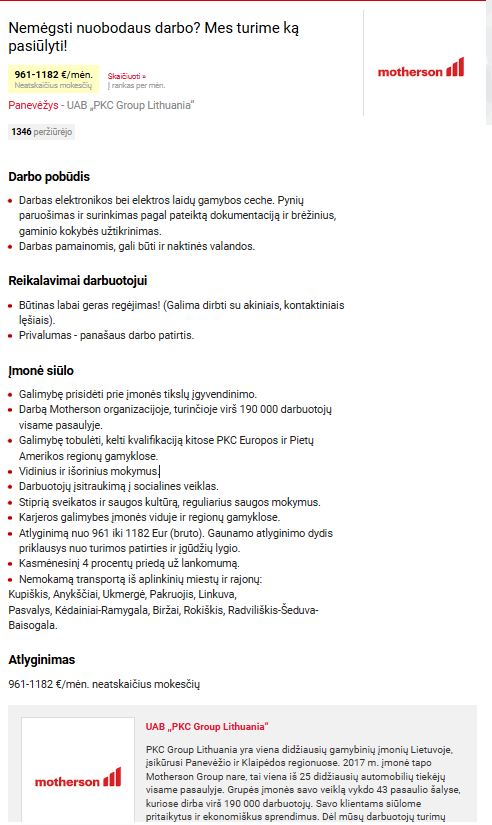 Nemėgsti nuobodaus darbo? Mes turime ką
pasiūlyti!
motherson
961-1182 €/mėn.
Neatskaičius mokesčių
Skaičiuoti »
Į rankas per mėn.
Panevėžys - UAB „PKC Group Lithuania“
1346 peržiūrėjo
Darbo pobūdis
Darbas elektronikos bei elektros laidų gamybos ceche. Pynių
paruošimas ir surinkimas pagal pateiktą dokumentaciją ir brėžinius,
gaminio kokybės užtikrinimas.
Darbas pamainomis, gali būti ir naktinės valandos.
Reikalavimai darbuotojui
Būtinas labai geras regėjimas! (Galima dirbti su akiniais, kontaktiniais
lęšiais).
Privalumas - panašaus darbo patirtis.
Įmonė siūlo
Galimybę prisidėti prie įmonės tikslų įgyvendinimo.
Darbą Motherson organizacijoje, turinčioje virš 190 000 darbuotojų
visame pasaulyje.
Galimybę tobulėti, kelti kvalifikaciją kitose PKC Europos ir Pietų
Amerikos regionų gamyklose.
Vidinius ir išorinius mokymus.
Darbuotojų įsitraukimą į socialines veiklas.
Stiprią sveikatos ir saugos kultūrą, reguliarius saugos mokymus.
Karjeros galimybes įmonės viduje ir regionų gamyklose.
Atlyginimą nuo 961 iki 1182 Eur (bruto). Gaunamo atlyginimo dydis
priklausys nuo turimos patirties ir įgūdžių lygio.
Kasmėnesinį 4 procentų priedą už lankomumą.
Nemokamą transportą iš aplinkinių miestų ir rajonų:
Kupiškis, Anykščiai, Ukmergė, Pakruojis, Linkuva,
Pasvalys, Kėdainiai-Ramygala, Biržai, Rokiškis, Radviliškis-Šeduva-
Baisogala.
Atlyginimas
961-1182 €/mėn. neatskaičius mokesčių
motherson
UAB „PKC Group Lithuania“
PKC Group Lithuania yra viena didžiausių gamybinių įmonių Lietuvoje,
įsikūrusi Panevėžio ir Klaipėdos regionuose. 2017 m. įmonė tapo
Motherson Group nare, tai viena iš 25 didžiausių automobilių tiekėjų
visame pasaulyje. Grupės įmonės savo veiklą vykdo 43 pasaulio šalyse,
kuriose dirba virš 190 000 darbuotojų. Savo klientams siūlome
pritaikytus ir ekonomiškus sprendimus. Dėl mūsų darbuotojų turimų